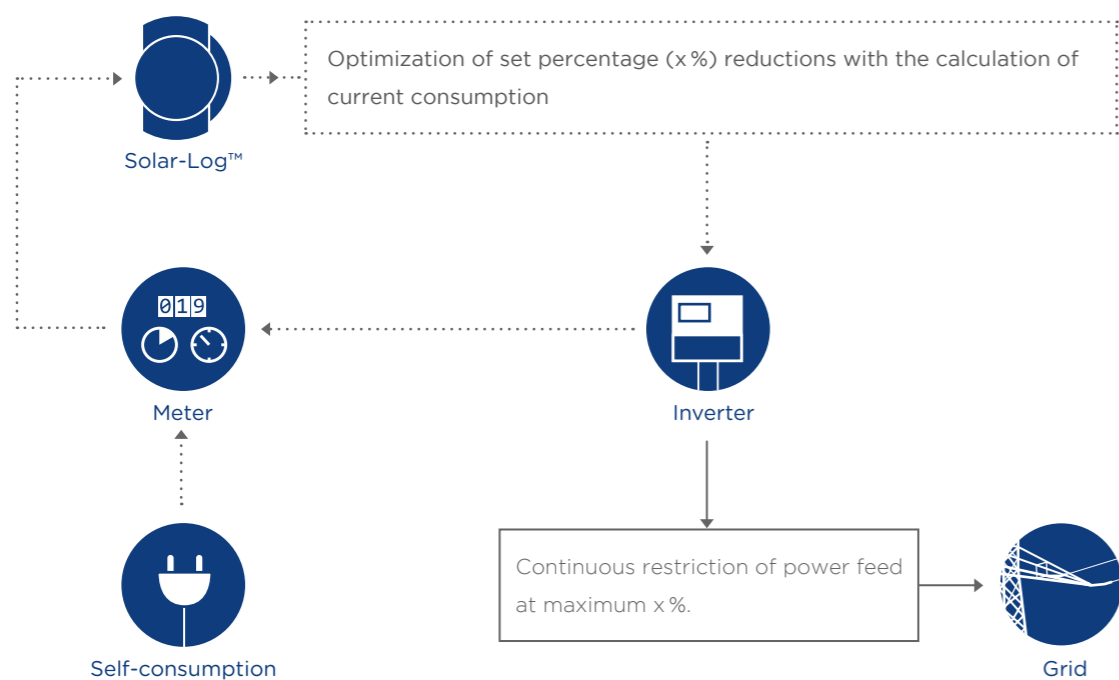 Optimization of set percentage (x %) reductions with the calculation of
current consumption
Solar-Log™
019
Meter
Inverter
Continuous restriction of power feed
at maximum x %.
Self-consumption
Grid